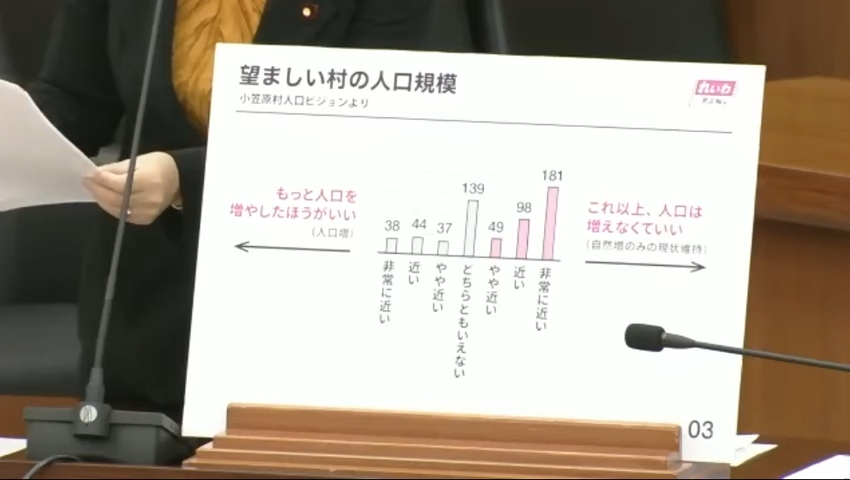 望ましい村の人口規模
小笠原村人口ビジョンより
れいわ
もっと人口を
増やしたほうがいい
(人口増)
38
44
37
139
49
98
181
これ以上、人口は
増えなくていい
(自然増のみの現状維持)
非常に近い
近い
やや近い
どちらともいえない
やや近い
近い
非常に近い
03